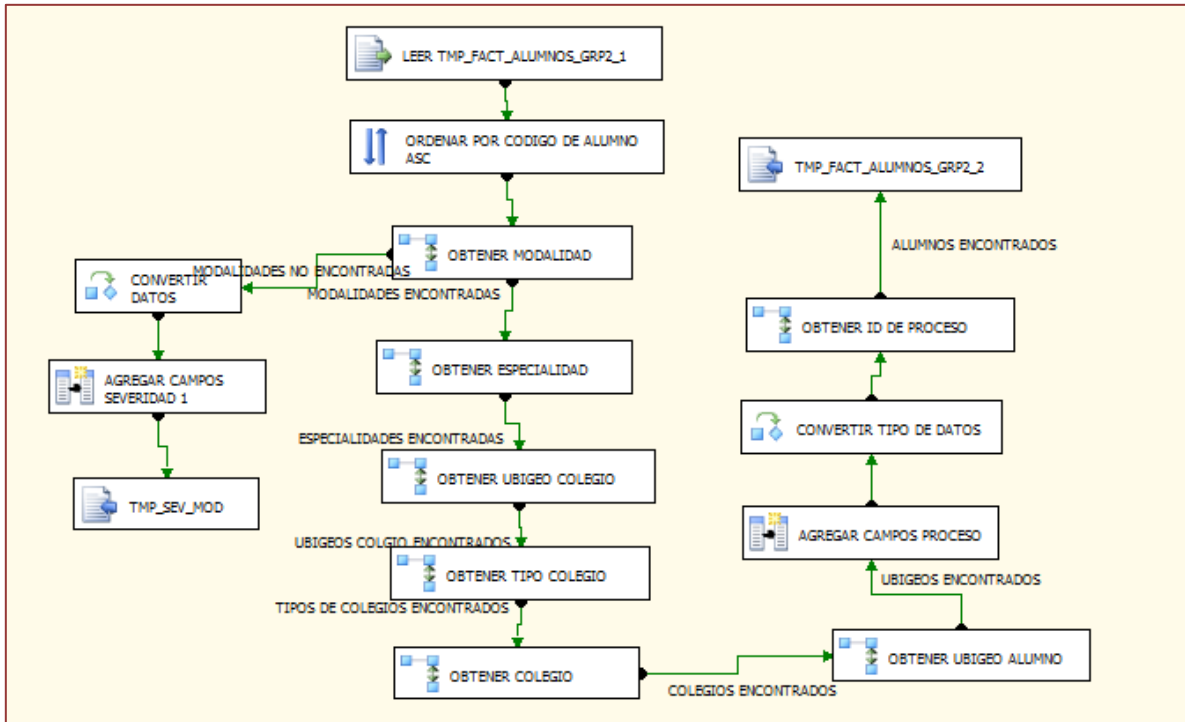 LEER TMP_FACT_ALUMNOS_GRP2_1
ORDENAR POR CODIGO DE ALUMNO
ASC
OBTENER MODALIDAD
MODALIDADES NO ENCONTRADAS
MODALIDADES ENCONTRADAS
CONVERTIR
DATOS
AGREGAR CAMPOS
SEVERIDAD 1
TMP_SEV_MOD
OBTENER ESPECIALIDAD
ESPECIALIDADES ENCONTRADAS
OBTENER UBIGEO COLEGIO
UBIGEOS COLGIO ENCONTRADOS
OBTENER TIPO COLEGIO
TIPOS DE COLEGIOS ENCONTRADOS
OBTENER COLEGIO
COLEGIOS ENCONTRADOS
OBTENER UBIGEO ALUMNO
UBIGEOS ENCONTRADOS
AGREGAR CAMPOS PROCESO
CONVERTIR TIPO DE DATOS
OBTENER ID DE PROCESO
ALUMNOS ENCONTRADOS
TMP_FACT_ALUMNOS_GRP2_2